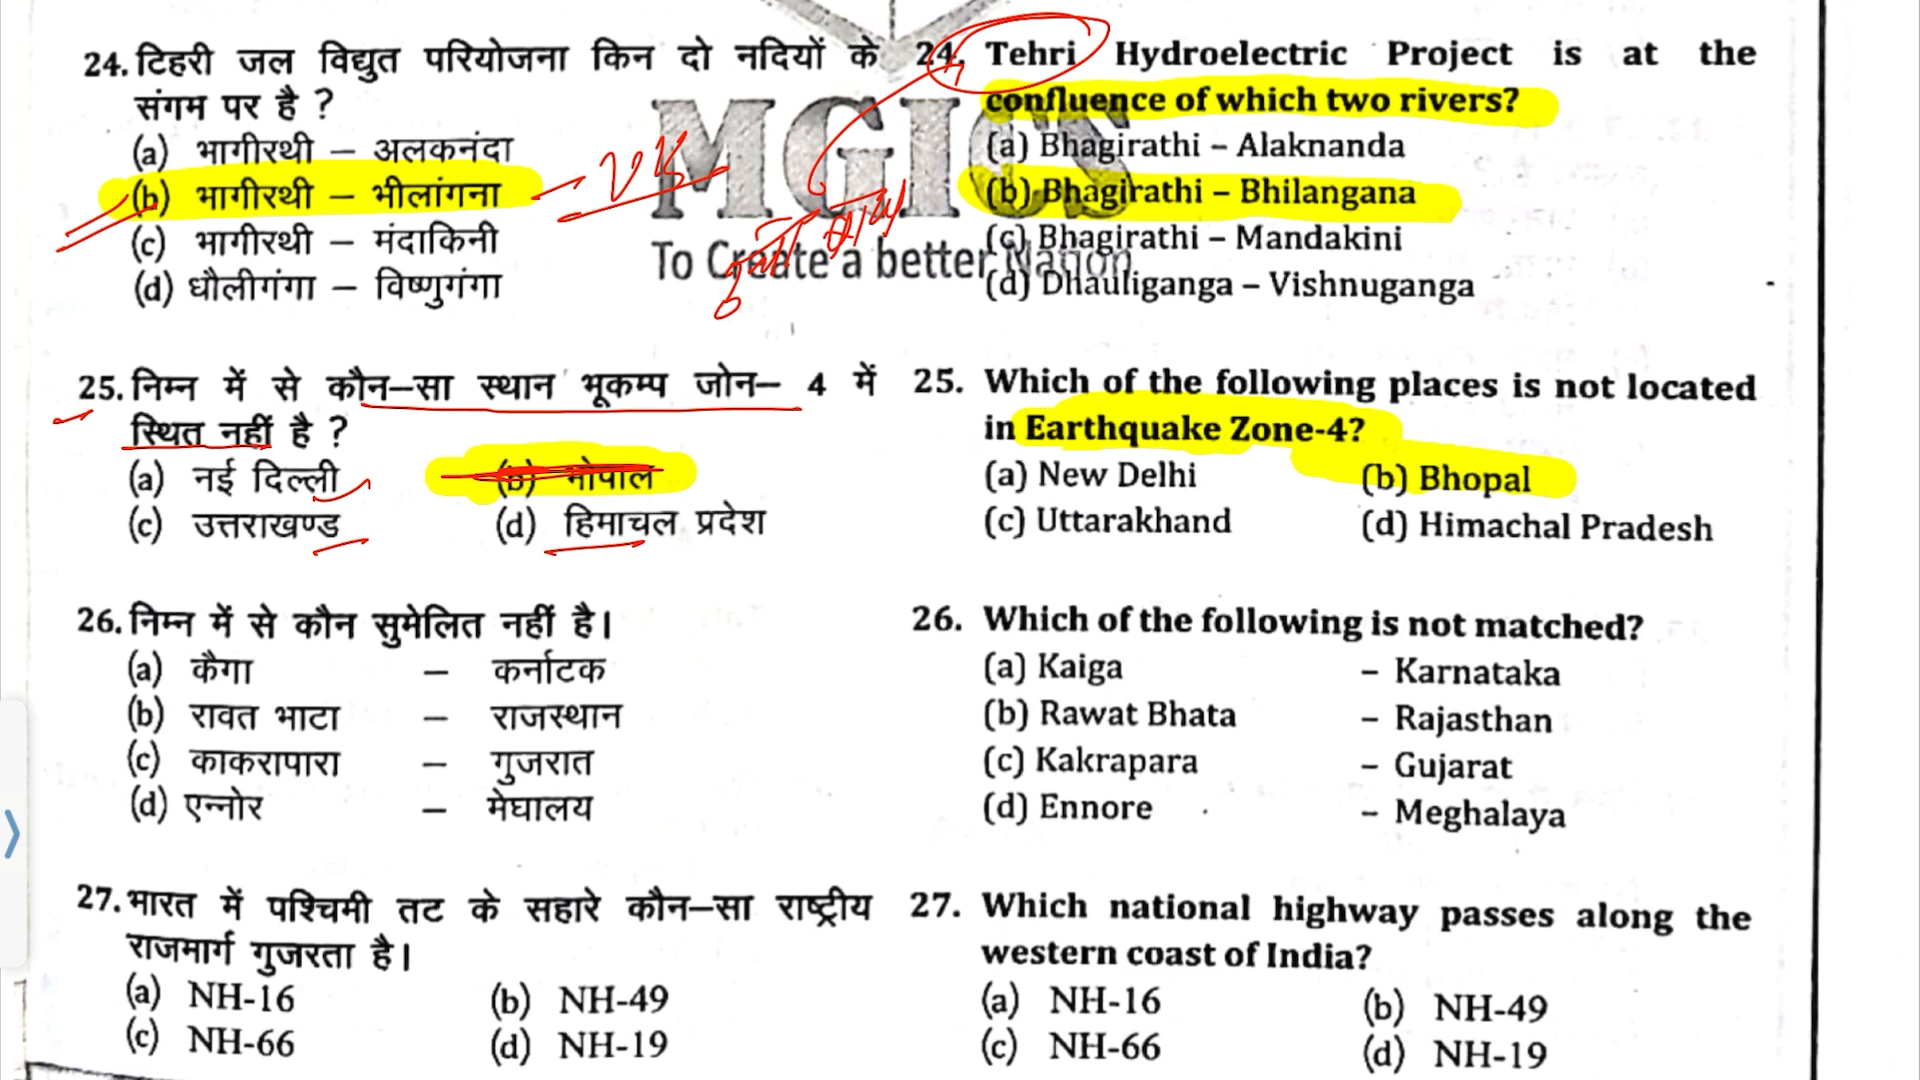 24. टिहरी जल विद्युत परियोजना किन दो नदियों के
संगम पर है ?
(a) भागीरथी – अलकनंदा
(b) भागीरथी – भीलांगना
(c) भागीरथी – मंदाकिनी
(d) धौलीगंगा – विष्णुगंगा
UK
MGICS
To Create a better Nation
24. Tehri Hydroelectric Project is at the
confluence of which two rivers?
(a) Bhagirathi – Alaknanda
(b) Bhagirathi – Bhilangana
(c) Bhagirathi – Mandakini
(d) Dhauliganga – Vishnuganga
25. निम्न में से कौन–सा स्थान भूकम्प जोन– 4 में
स्थित नहीं है ?
(a) नई दिल्ली (b) भोपाल
(c) उत्तराखण्ड (d) हिमाचल प्रदेश
25. Which of the following places is not located
in Earthquake Zone-4?
(a) New Delhi (b) Bhopal
(c) Uttarakhand (d) Himachal Pradesh
26. निम्न में से कौन सुमेलित नहीं है।
(a) कैगा – कर्नाटक
(b) रावत भाटा – राजस्थान
(c) काकरापारा – गुजरात
(d) एन्नोर – मेघालय
26. Which of the following is not matched?
(a) Kaiga – Karnataka
(b) Rawat Bhata – Rajasthan
(c) Kakrapara – Gujarat
(d) Ennore – Meghalaya
27. भारत में पश्चिमी तट के सहारे कौन–सा राष्ट्रीय
राजमार्ग गुजरता है।
(a) NH-16 (b) NH-49
(c) NH-66 (d) NH-19
27. Which national highway passes along the
western coast of India?
(a) NH-16 (b) NH-49
(c) NH-66 (d) NH-19